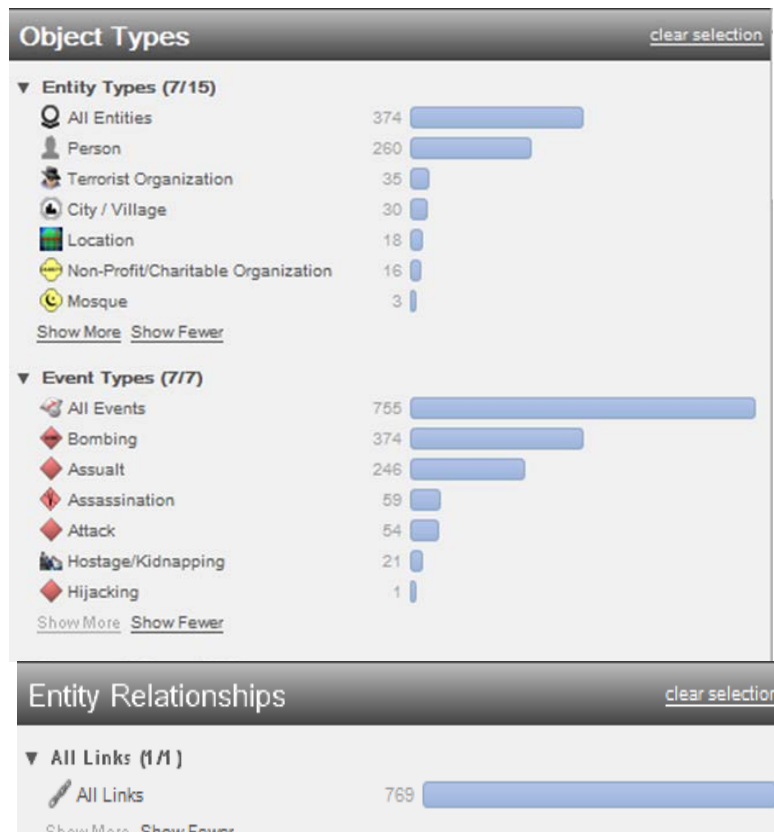 Object Types clear selection
▼ Entity Types (7/15)
All Entities 374
Person 260
Terrorist Organization 35
City / Village 30
Location 18
Non-Profit/Charitable Organization 16
Mosque 3
Show More Show Fewer
▼ Event Types (7/7)
All Events 755
Bombing 374
Assualt 246
Assassination 59
Attack 54
Hostage/Kidnapping 21
Hijacking 1
Show More Show Fewer
Entity Relationships clear selection
▼ All Links (1/1)
All Links 769
Show More Show Fewer